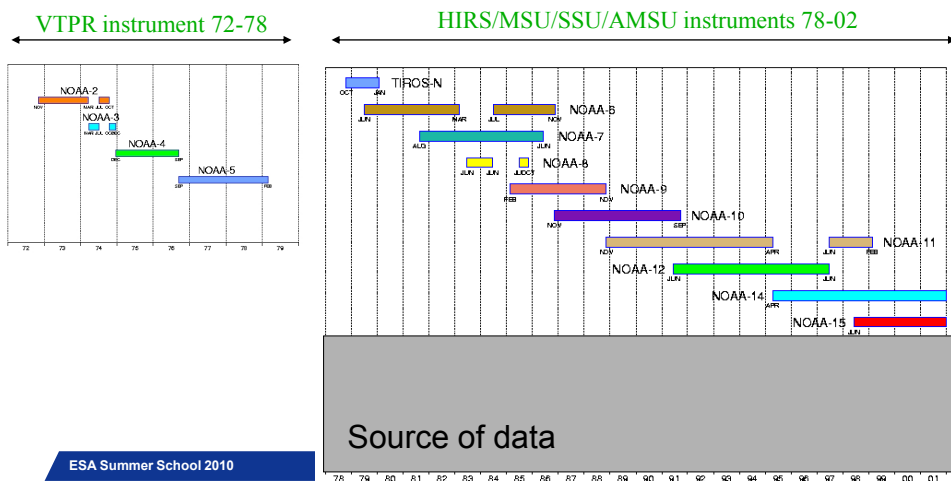 VTPR instrument 72-78
HIRS/MSU/SSU/AMSU instruments 78-02
NOAA-2
NOV MAR JUL OCT
NOAA-3
MAR JUL
NOAA-4
DEC SEP
NOAA-5
SEP FEB
72 73 74 75 76 77 78 79
TIROS-N
OCT JAN
NOAA-6
JUN MAR JUL NOV
NOAA-7
AUG JUN
NOAA-8
JUN JUN
NOAA-9
FEB NOV
NOAA-10
NOV SEP
NOAA-11
NOV APR JUN FEB
NOAA-12
JUN JUN
NOAA-14
APR
NOAA-15
JUN
Source of data
ESA Summer School 2010
78 79 80 81 82 83 84 85 86 87 88 89 90 91 92 93 94 95 96 97 98 99 00 01